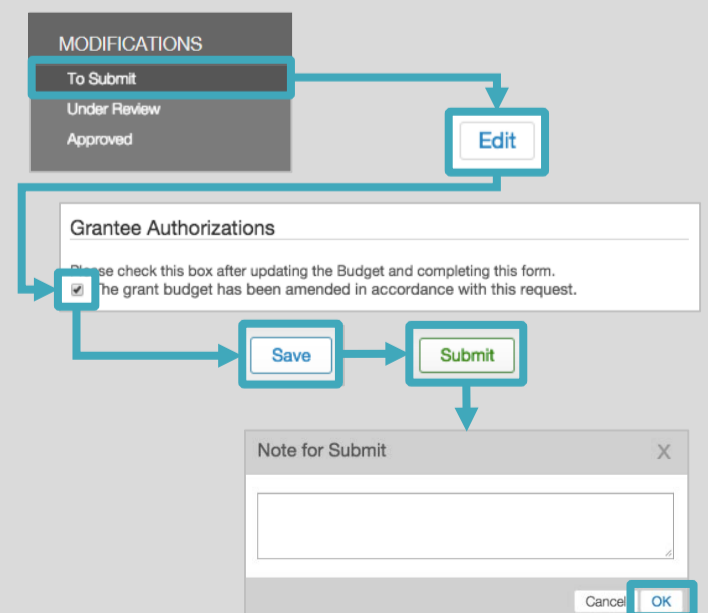 MODIFICATIONS
To Submit
Under Review
Approved
Edit
Grantee Authorizations
Please check this box after updating the Budget and completing this form.
The grant budget has been amended in accordance with this request.
Save
Submit
Note for Submit
X
Cancel
OK